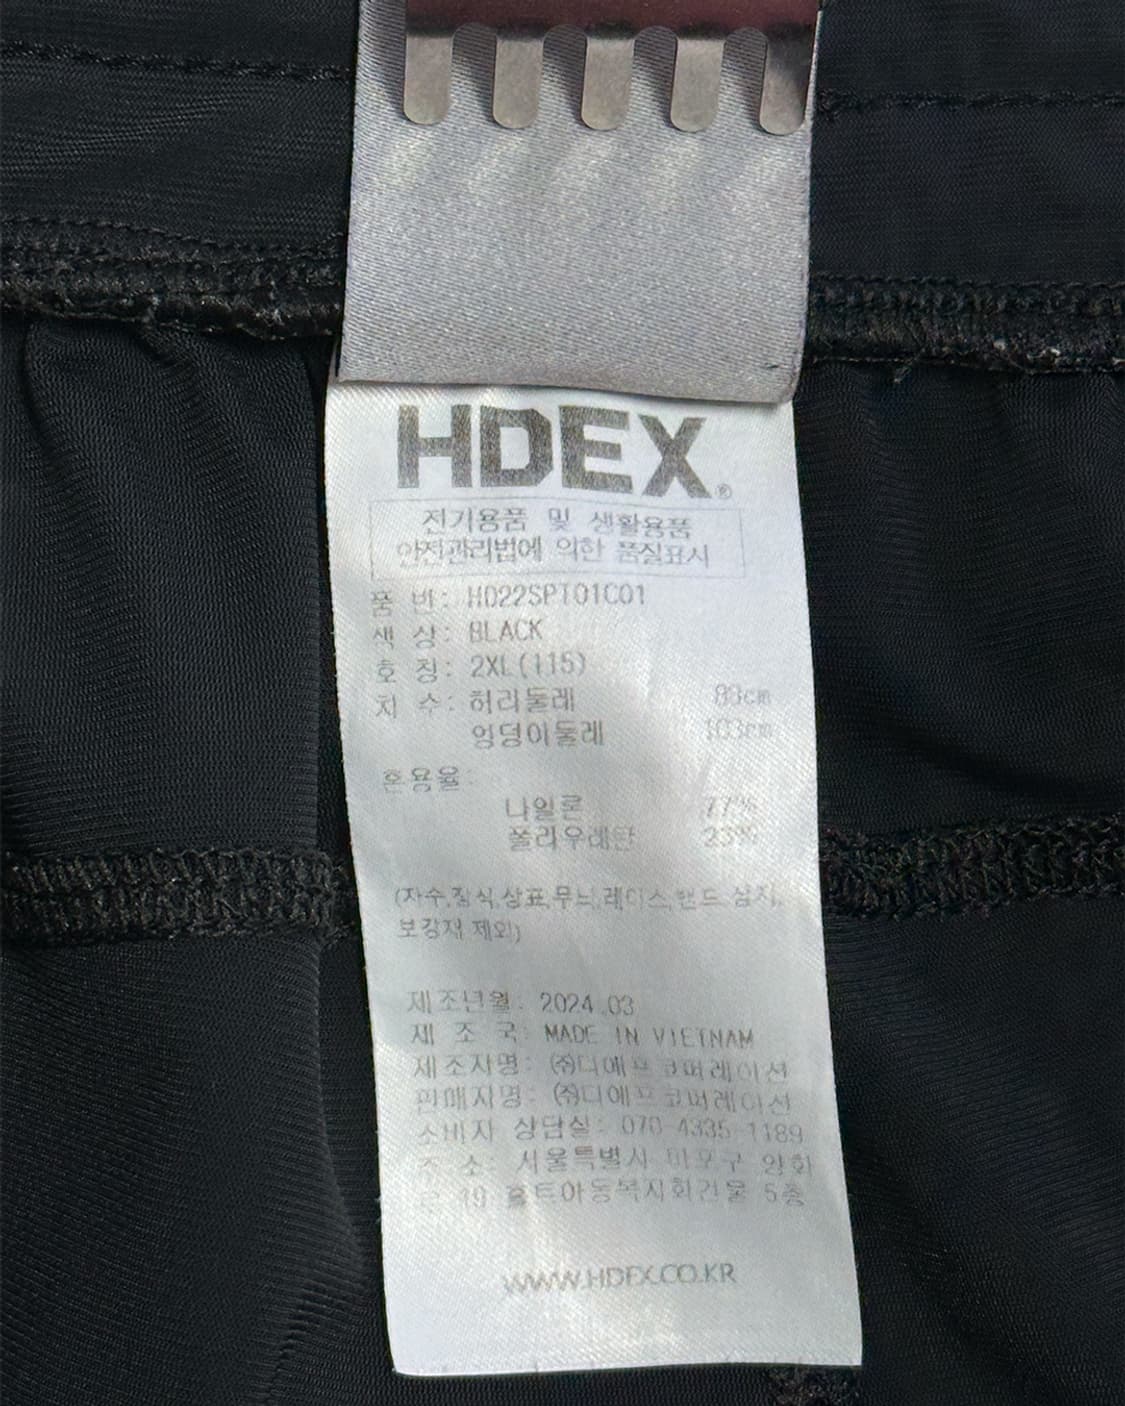 HDEX®
전기용품 및 생활용품
안전관리법에 의한 품질표시
품 번: H022SPT01C01
색 상: BLACK
호 칭: 2XL(115)
치 수: 허리둘레 83cm
엉덩이둘레 103cm
혼용율:
나일론 77%
폴리우레탄 23%
(자수,장식,상표,무늬,레이스,밴드 심지,
보강재 제외)
제조년월: 2024.03
제 조 국: MADE IN VIETNAM
제조자명: ㈜디에프코퍼레이션
판매자명: ㈜디에프코퍼레이션
소비자 상담실: 070-4335-1189
주 소: 서울특별시 마포구 양화
로 19 홀트아동복지회건물 5층
WWW.HDEX.CO.KR